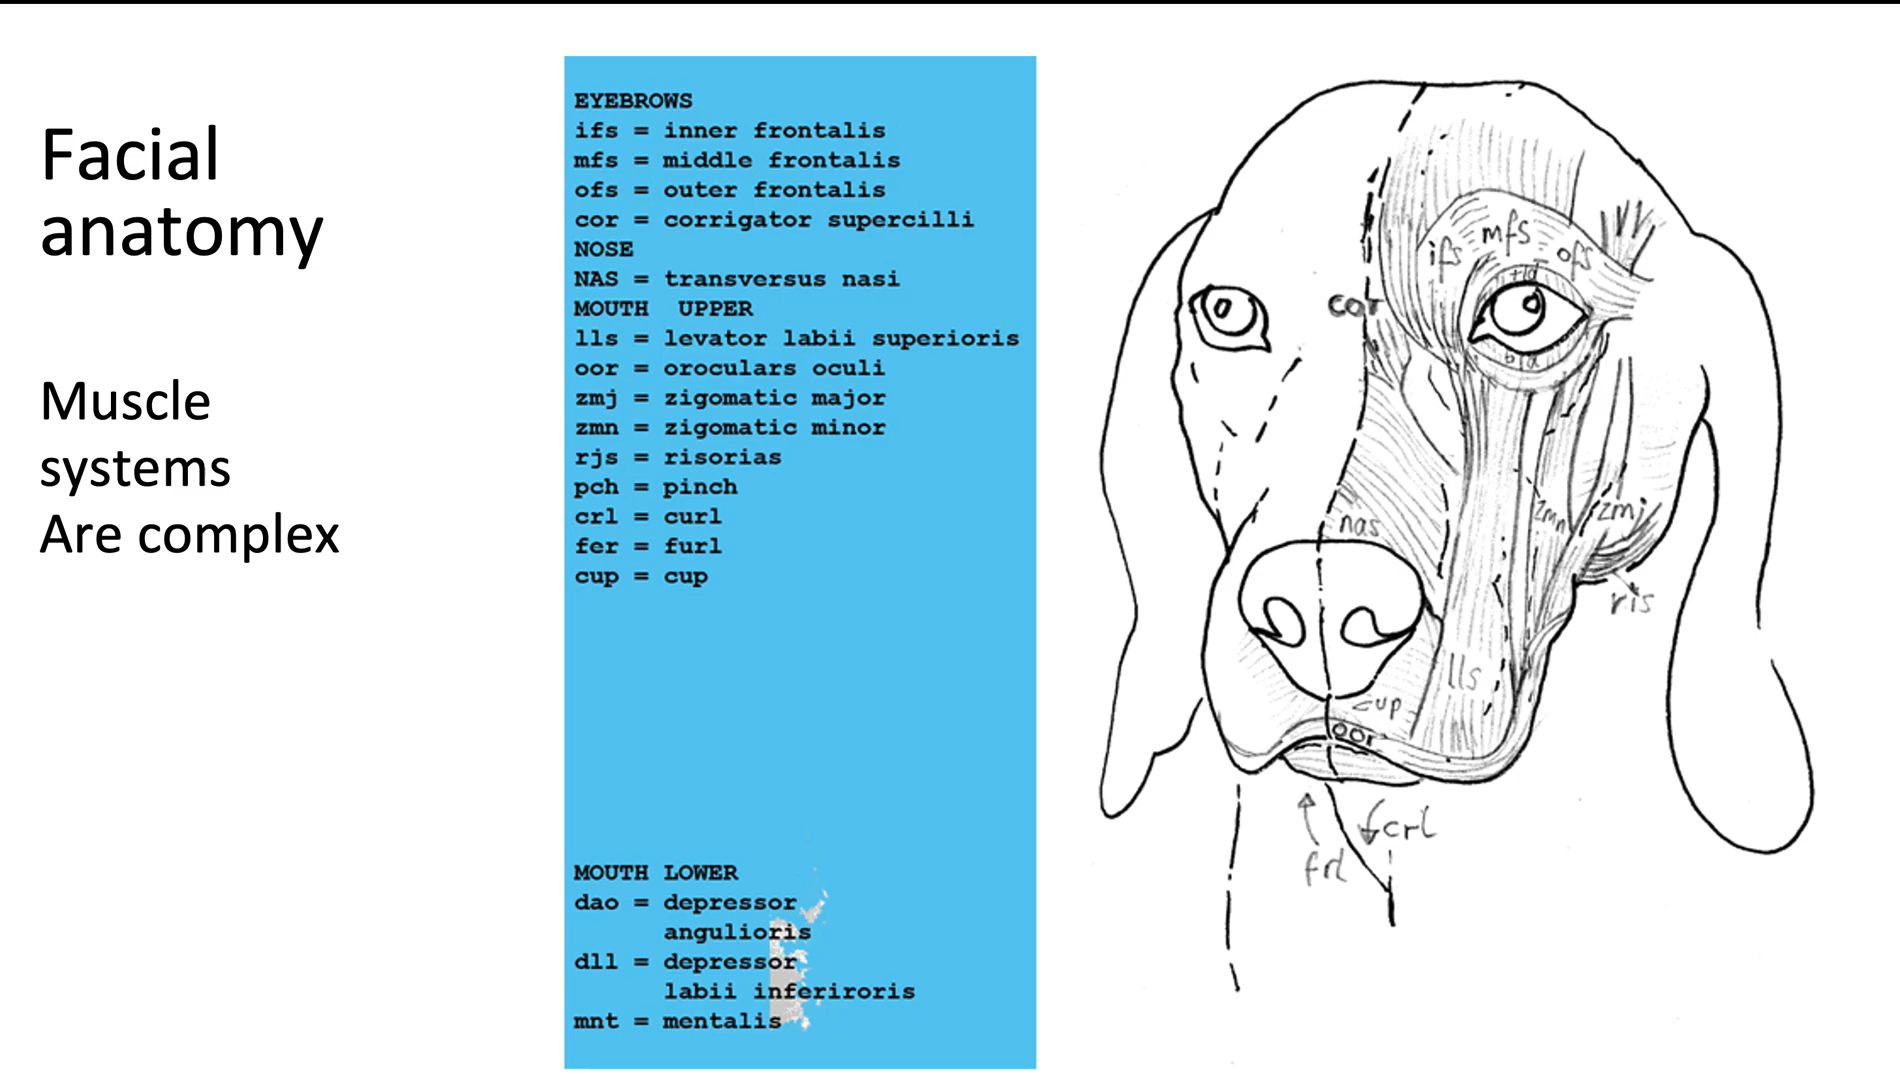 Facial
anatomy
Muscle
systems
Are complex
EYEBROWS
ifs = inner frontalis
mfs = middle frontalis
ofs = outer frontalis
cor = corrigator supercilli
NOSE
NAS = transversus nasi
MOUTH  UPPER
lls = levator labii superioris
oor = oroculars oculi
zmj = zigomatic major
zmn = zigomatic minor
rjs = risorias
pch = pinch
crl = curl
fer = furl
cup = cup
MOUTH LOWER
dao = depressor
angulioris
dll = depressor
labii inferiroris
mnt = mentalis
ifs mfs ofs
tld
cor
bld
nas
zmn zmj
ris
lls
cup
oor
crl
frl